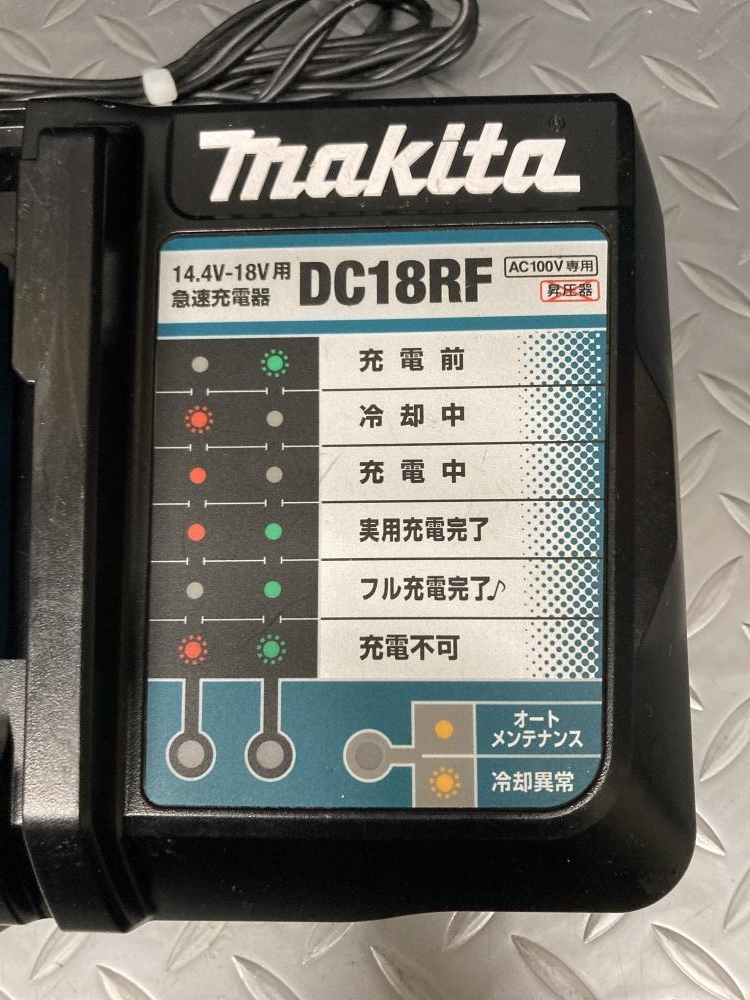 makita
14.4V-18V用
急速充電器
DC18RF
AC100V専用
昇圧器
充電前
冷却中
充電中
実用充電完了
フル充電完了♪
充電不可
オート
メンテナンス
冷却異常